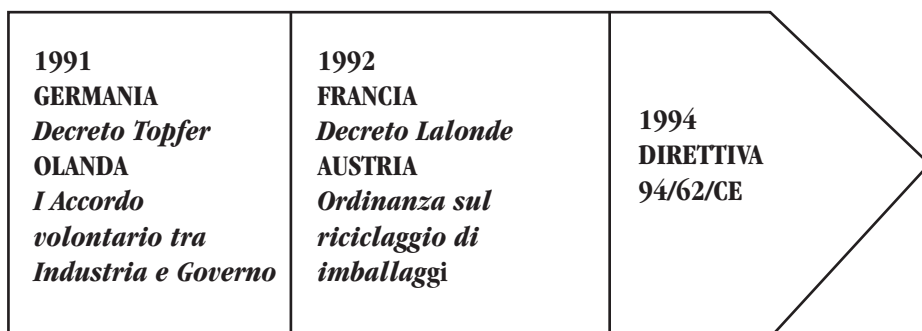 1991
GERMANIA
Decreto Topfer
OLANDA
I Accordo
volontario tra
Industria e Governo
1992
FRANCIA
Decreto Lalonde
AUSTRIA
Ordinanza sul
riciclaggio di
imballaggi
1994
DIRETTIVA
94/62/CE